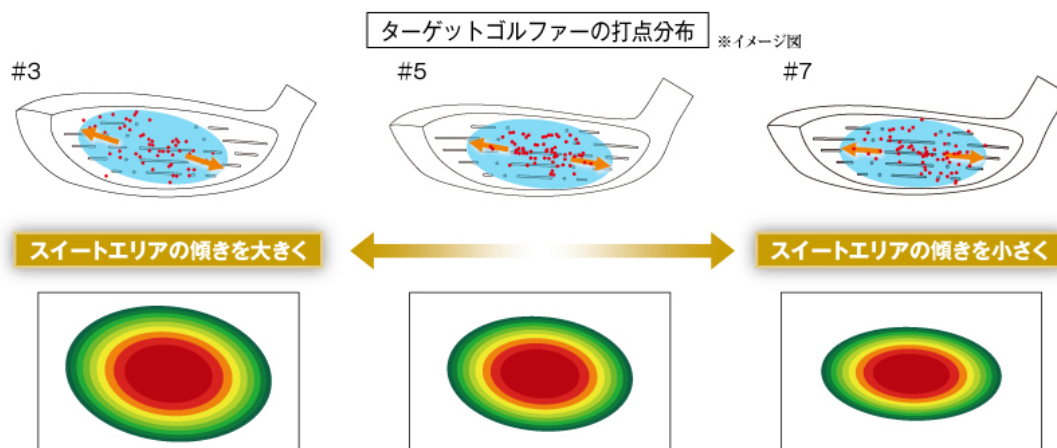 ターゲットゴルファーの打点分布
※イメージ図
#3
#5
#7
スイートエリアの傾きを大きく
スイートエリアの傾きを小さく